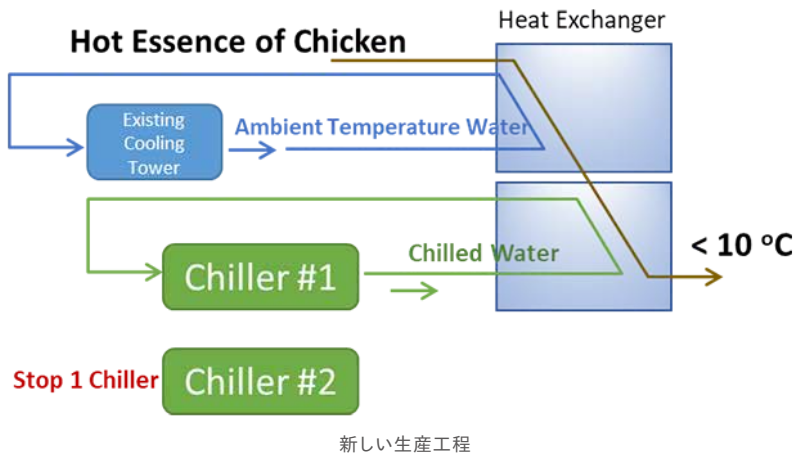 Heat Exchanger
Hot Essence of Chicken
Existing
Cooling
Tower
Ambient Temperature Water
Chilled Water
< 10 °C
Chiller #1
Stop 1 Chiller
Chiller #2
新しい生産工程